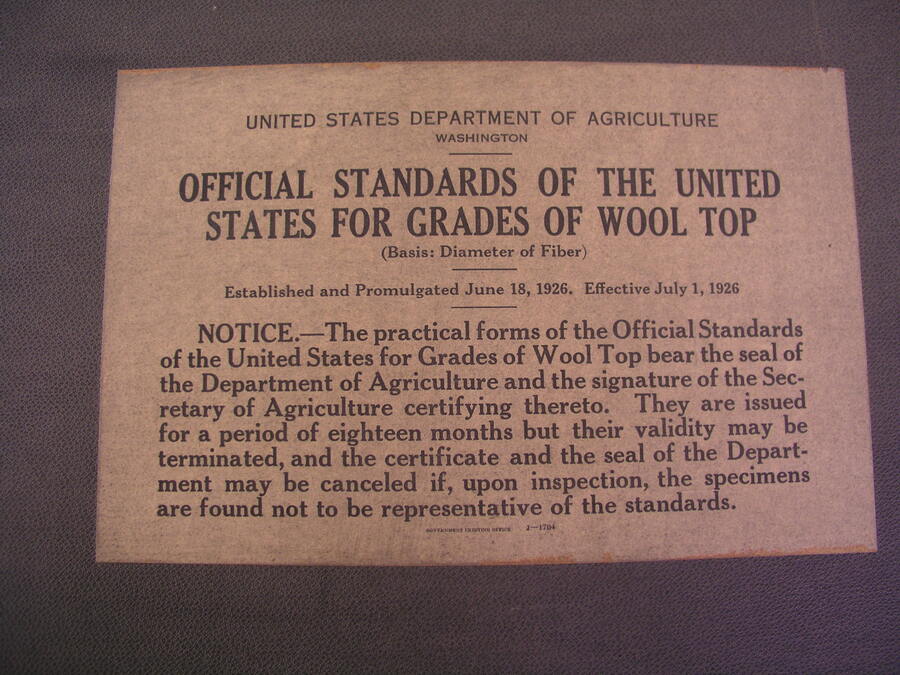 UNITED STATES DEPARTMENT OF AGRICULTURE
WASHINGTON
OFFICIAL STANDARDS OF THE UNITED
STATES FOR GRADES OF WOOL TOP
(Basis: Diameter of Fiber)
Established and Promulgated June 18, 1926. Effective July 1, 1926
NOTICE.—The practical forms of the Official Standards
of the United States for Grades of Wool Top bear the seal of
the Department of Agriculture and the signature of the Sec-
retary of Agriculture certifying thereto. They are issued
for a period of eighteen months but their validity may be
terminated, and the certificate and the seal of the Depart-
ment may be canceled if, upon inspection, the specimens
are found not to be representative of the standards.
GOVERNMENT PRINTING OFFICE J—1704